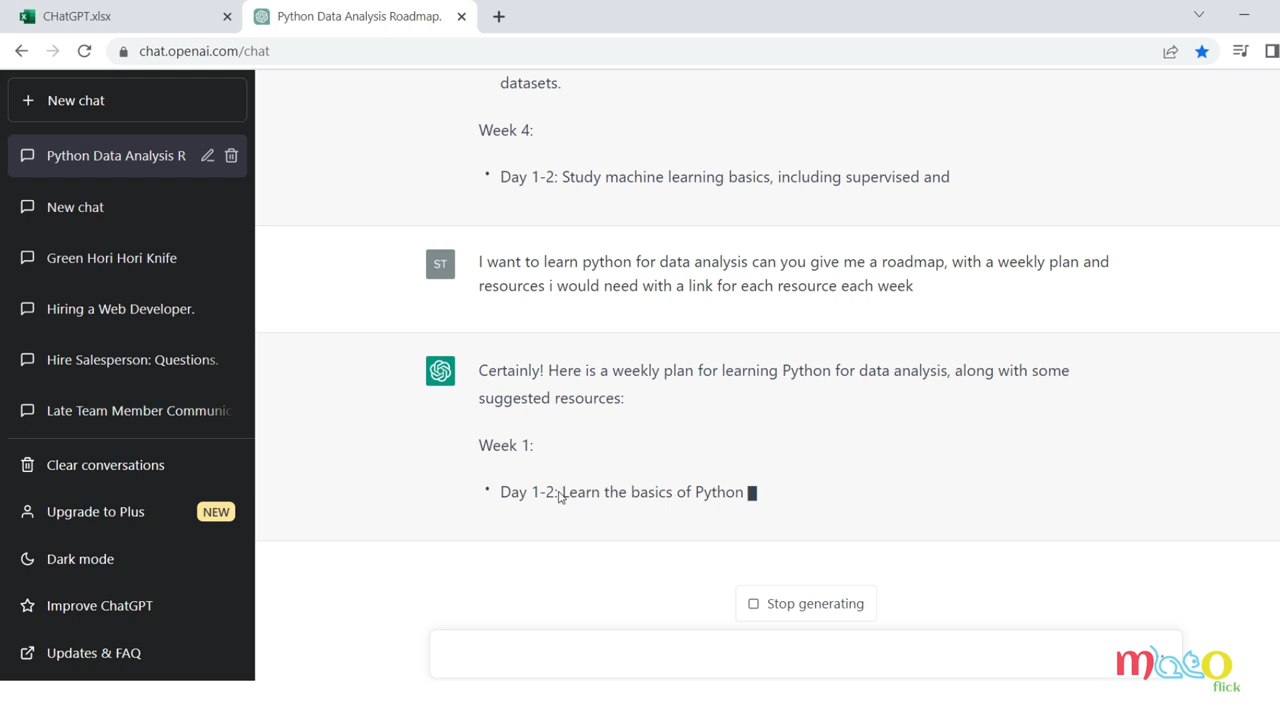 CHatGPT.xlsx
Python Data Analysis Roadmap.
chat.openai.com/chat
New chat
Python Data Analysis R
New chat
Green Hori Hori Knife
Hiring a Web Developer.
Hire Salesperson: Questions.
Late Team Member Communic
Clear conversations
Upgrade to Plus NEW
Dark mode
Improve ChatGPT
Updates & FAQ
datasets.
Week 4:
• Day 1-2: Study machine learning basics, including supervised and
ST
I want to learn python for data analysis can you give me a roadmap, with a weekly plan and
resources i would need with a link for each resource each week
Certainly! Here is a weekly plan for learning Python for data analysis, along with some
suggested resources:
Week 1:
• Day 1-2: Learn the basics of Python
Stop generating
flick